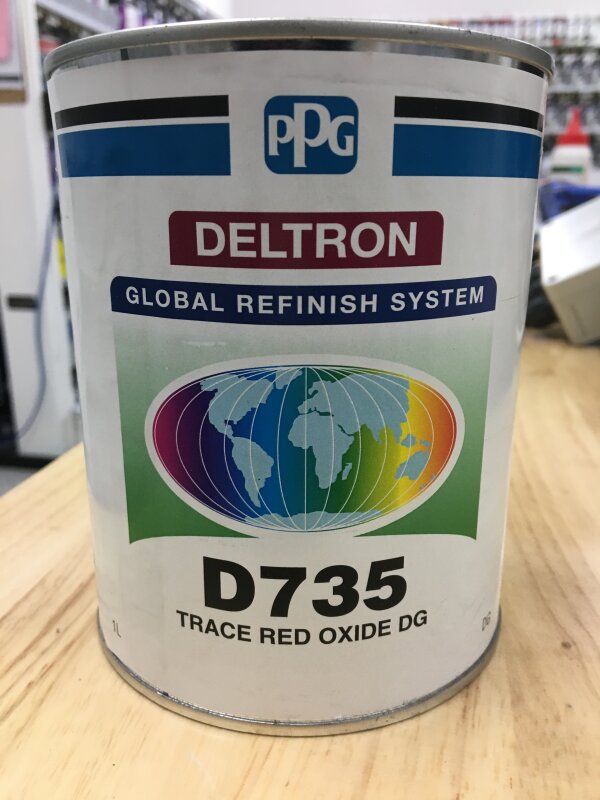 PPG
DELTRON
GLOBAL REFINISH SYSTEM
D735
TRACE RED OXIDE DG
1L
DG